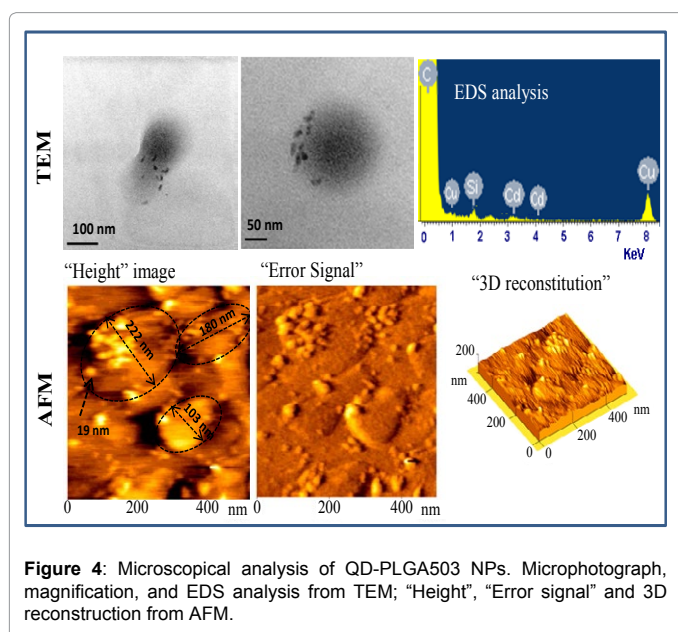 TEM
100 nm
50 nm
EDS analysis
C
Cu
Si
Cd
Cd
Cu
0 1 2 3 4 5 6 7 8
KeV
AFM
“Height” image
“Error Signal”
“3D reconstitution”
222 nm
180 nm
19 nm
103 nm
0 200 400 nm
0 200 400 nm
200
nm
400
200
0
0
200
400
nm
Figure 4: Microscopical analysis of QD-PLGA503 NPs. Microphotograph,
magnification, and EDS analysis from TEM; “Height”, “Error signal” and 3D
reconstruction from AFM.